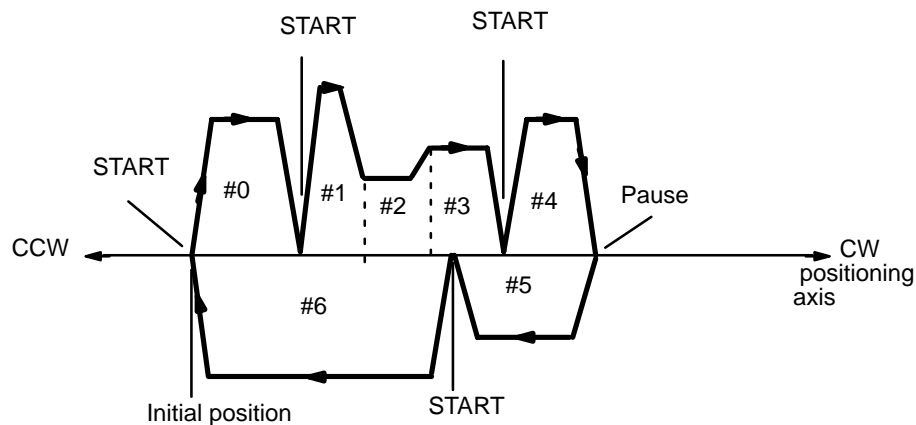 START
START
START
#0
#1
#2
#3
#4
Pause
CCW
CW
positioning
axis
#5
#6
Initial position
START